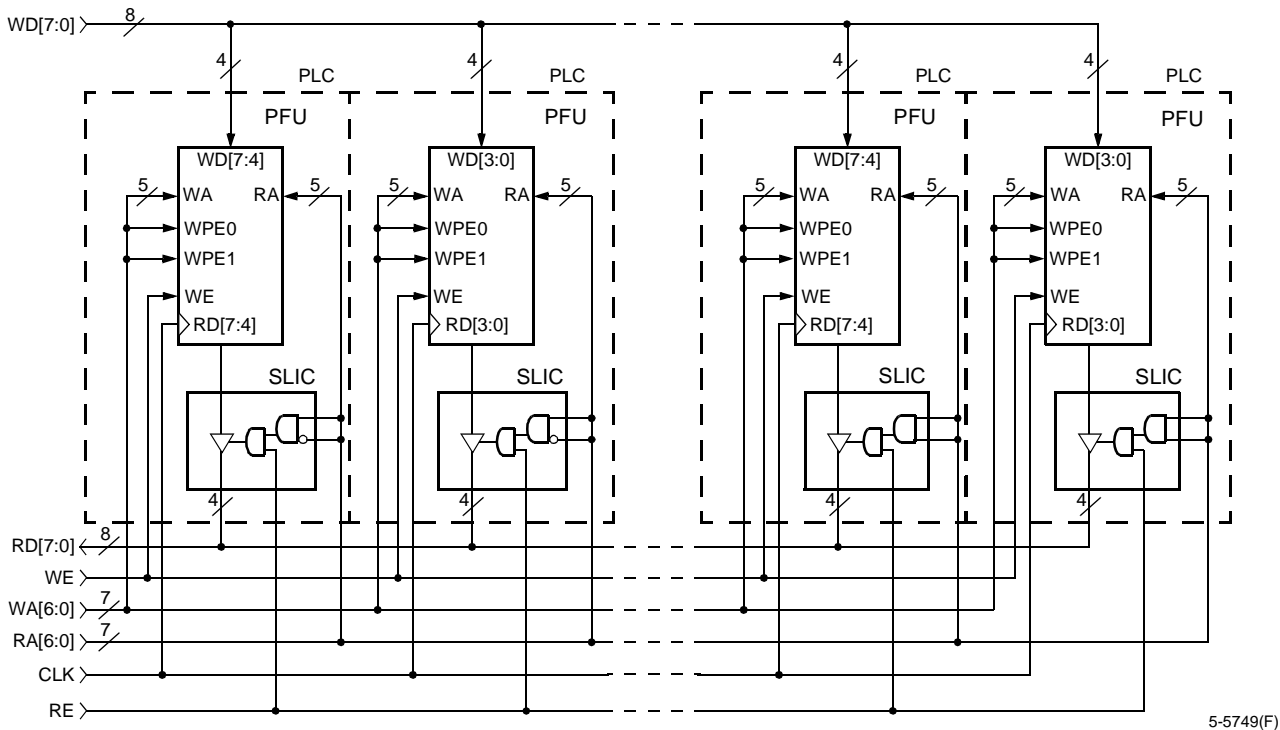 WD[7:0] 8
4 4 4 4
PLC PLC PLC PLC
PFU PFU PFU PFU
WD[7:4] WD[3:0] WD[7:4] WD[3:0]
5 WA RA 5 5 WA RA 5 5 WA RA 5 5 WA RA 5
WPE0 WPE0 WPE0 WPE0
WPE1 WPE1 WPE1 WPE1
WE WE WE WE
RD[7:4] RD[3:0] RD[7:4] RD[3:0]
SLIC SLIC SLIC SLIC
4 4 4 4
RD[7:0] 8
WE
WA[6:0] 7
RA[6:0] 7
CLK
RE
5-5749(F)